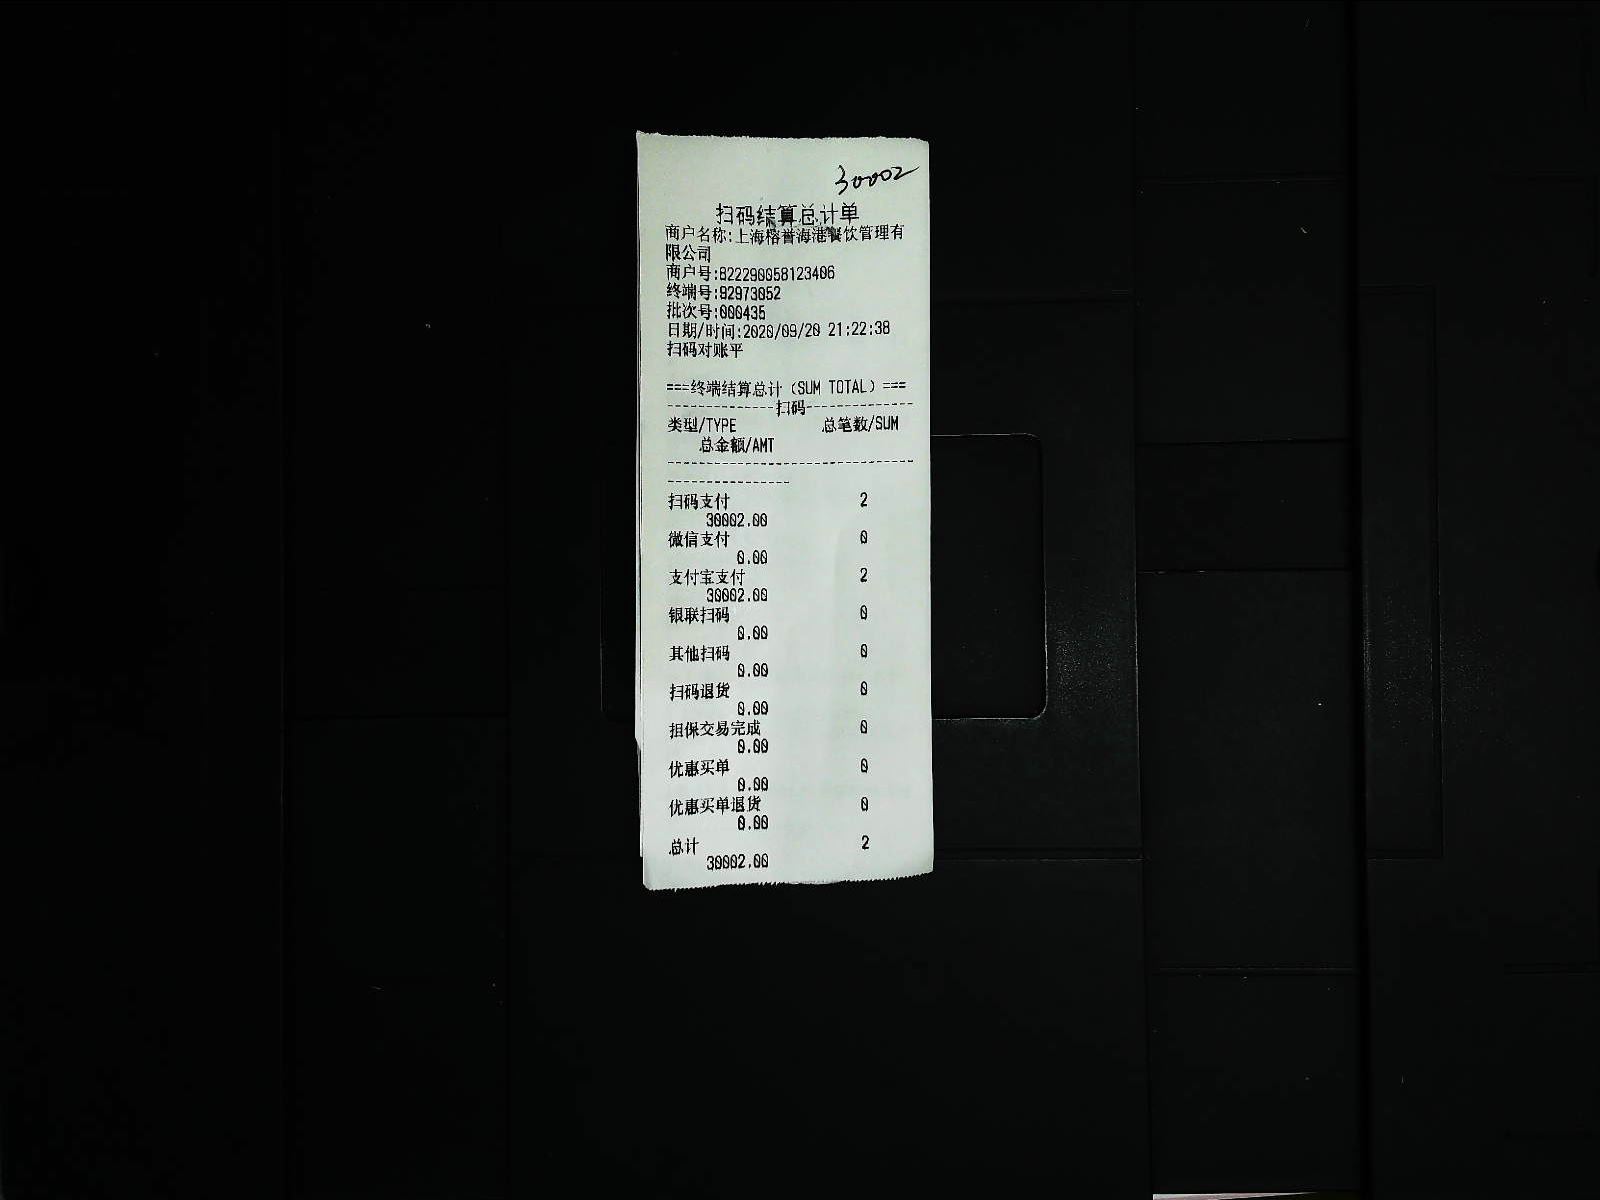 30002
扫码结算总计单
商户名称:上海榕誉海港餐饮管理有
限公司
商户号:822290058123406
终端号:92973052
批次号:000435
日期/时间:2020/09/20 21:22:38
扫码对账平
===终端结算总计（SUM TOTAL）===
---------------扫码---------------
类型/TYPE 总笔数/SUM
总金额/AMT
----------------------------------
----------------
扫码支付 2
30002.00
微信支付 0
0.00
支付宝支付 2
30002.00
银联扫码 0
0.00
其他扫码 0
0.00
扫码退货 0
0.00
担保交易完成 0
0.00
优惠买单 0
0.00
优惠买单退货 0
0.00
总计 2
30002.00